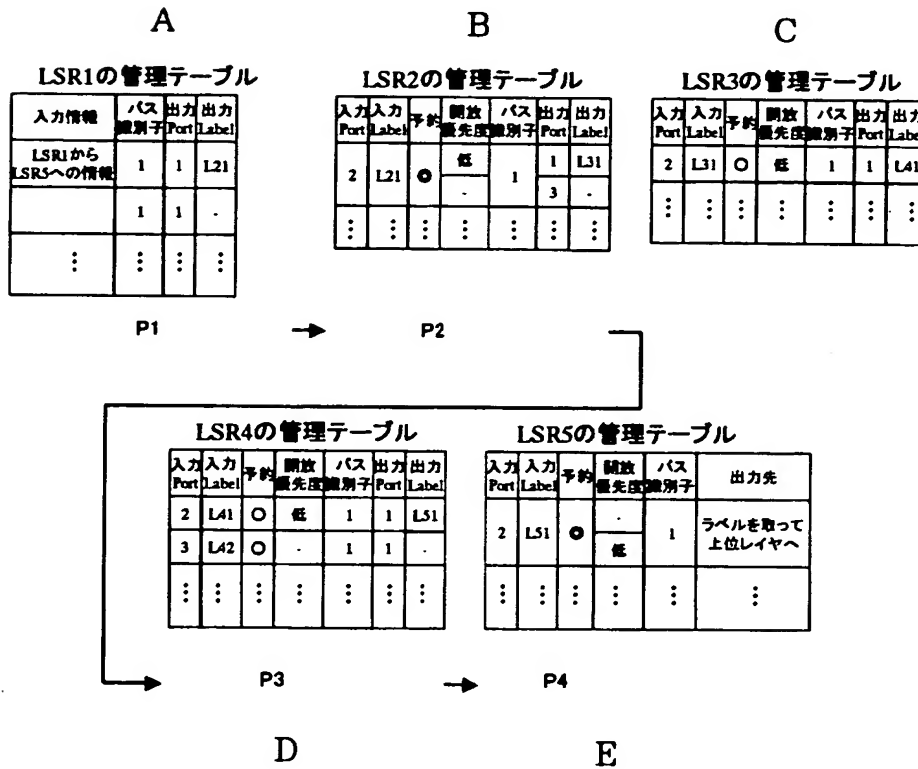 A B C
LSR1の管理テーブル LSR2の管理テーブル LSR3の管理テーブル
入力情報 パス識別子 出力Port 出力Label
LSR1からLSR5への情報 1 1 L21
1 1 -
⋮ ⋮ ⋮ ⋮
入力Port 入力Label 予約 開放優先度 パス識別子 出力Port 出力Label
2 L21 ◎ 低 1 1 L31
- 3 -
⋮ ⋮ ⋮ ⋮ ⋮ ⋮ ⋮
入力Port 入力Label 予約 開放優先度 パス識別子 出力Port 出力Label
2 L31 ○ 低 1 1 L41
⋮ ⋮ ⋮ ⋮ ⋮ ⋮ ⋮
P1 → P2
LSR4の管理テーブル LSR5の管理テーブル
入力Port 入力Label 予約 開放優先度 パス識別子 出力Port 出力Label
2 L41 ○ 低 1 1 L51
3 L42 ○ - 1 1 -
⋮ ⋮ ⋮ ⋮ ⋮ ⋮ ⋮
入力Port 入力Label 予約 開放優先度 パス識別子 出力先
2 L51 ◎ - 1 ラベルを取って上位レイヤへ
低
⋮ ⋮ ⋮ ⋮ ⋮ ⋮
P3 → P4
D E